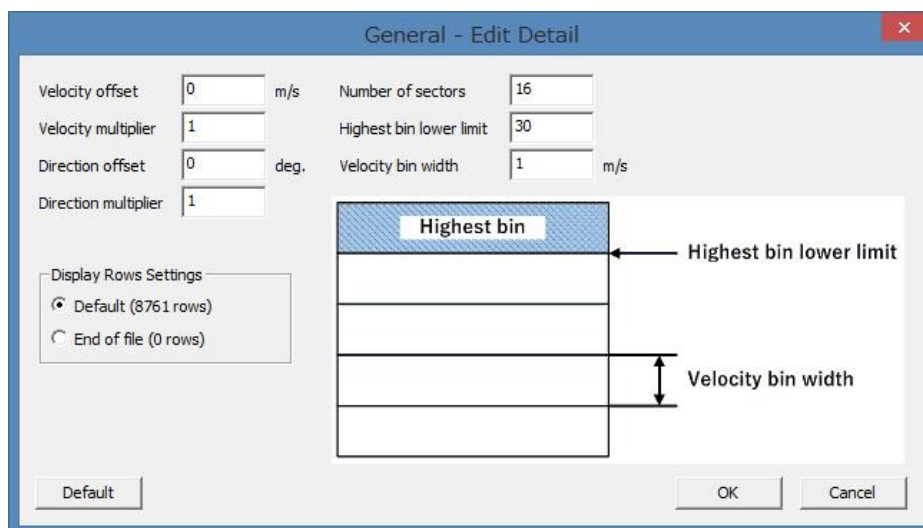 General - Edit Detail
Velocity offset 0 m/s
Velocity multiplier 1
Direction offset 0 deg.
Direction multiplier 1
Number of sectors 16
Highest bin lower limit 30
Velocity bin width 1 m/s
Display Rows Settings
Default (8761 rows)
End of file (0 rows)
Highest bin
Highest bin lower limit
Velocity bin width
Default
OK
Cancel